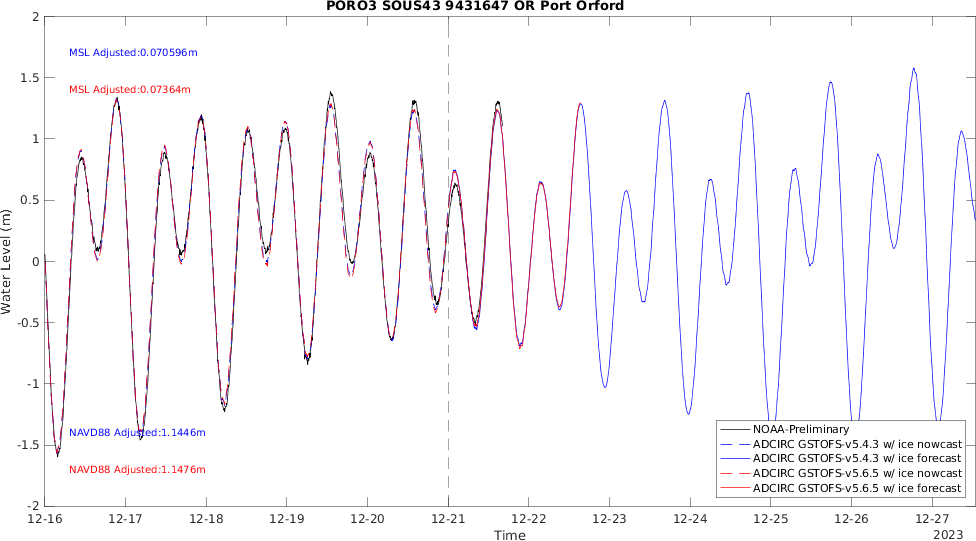 PORO3 SOUS43 9431647 OR Port Orford
2
1.5
1
0.5
0
-0.5
-1
-1.5
-2
Water Level (m)
MSL Adjusted:0.070596m
MSL Adjusted:0.07364m
NAVD88 Adjusted:1.1446m
NAVD88 Adjusted:1.1476m
NOAA-Preliminary
ADCIRC GSTOFS-v5.4.3 w/ ice nowcast
ADCIRC GSTOFS-v5.4.3 w/ ice forecast
ADCIRC GSTOFS-v5.6.5 w/ ice nowcast
ADCIRC GSTOFS-v5.6.5 w/ ice forecast
12-16 12-17 12-18 12-19 12-20 12-21 12-22 12-23 12-24 12-25 12-26 12-27
Time
2023